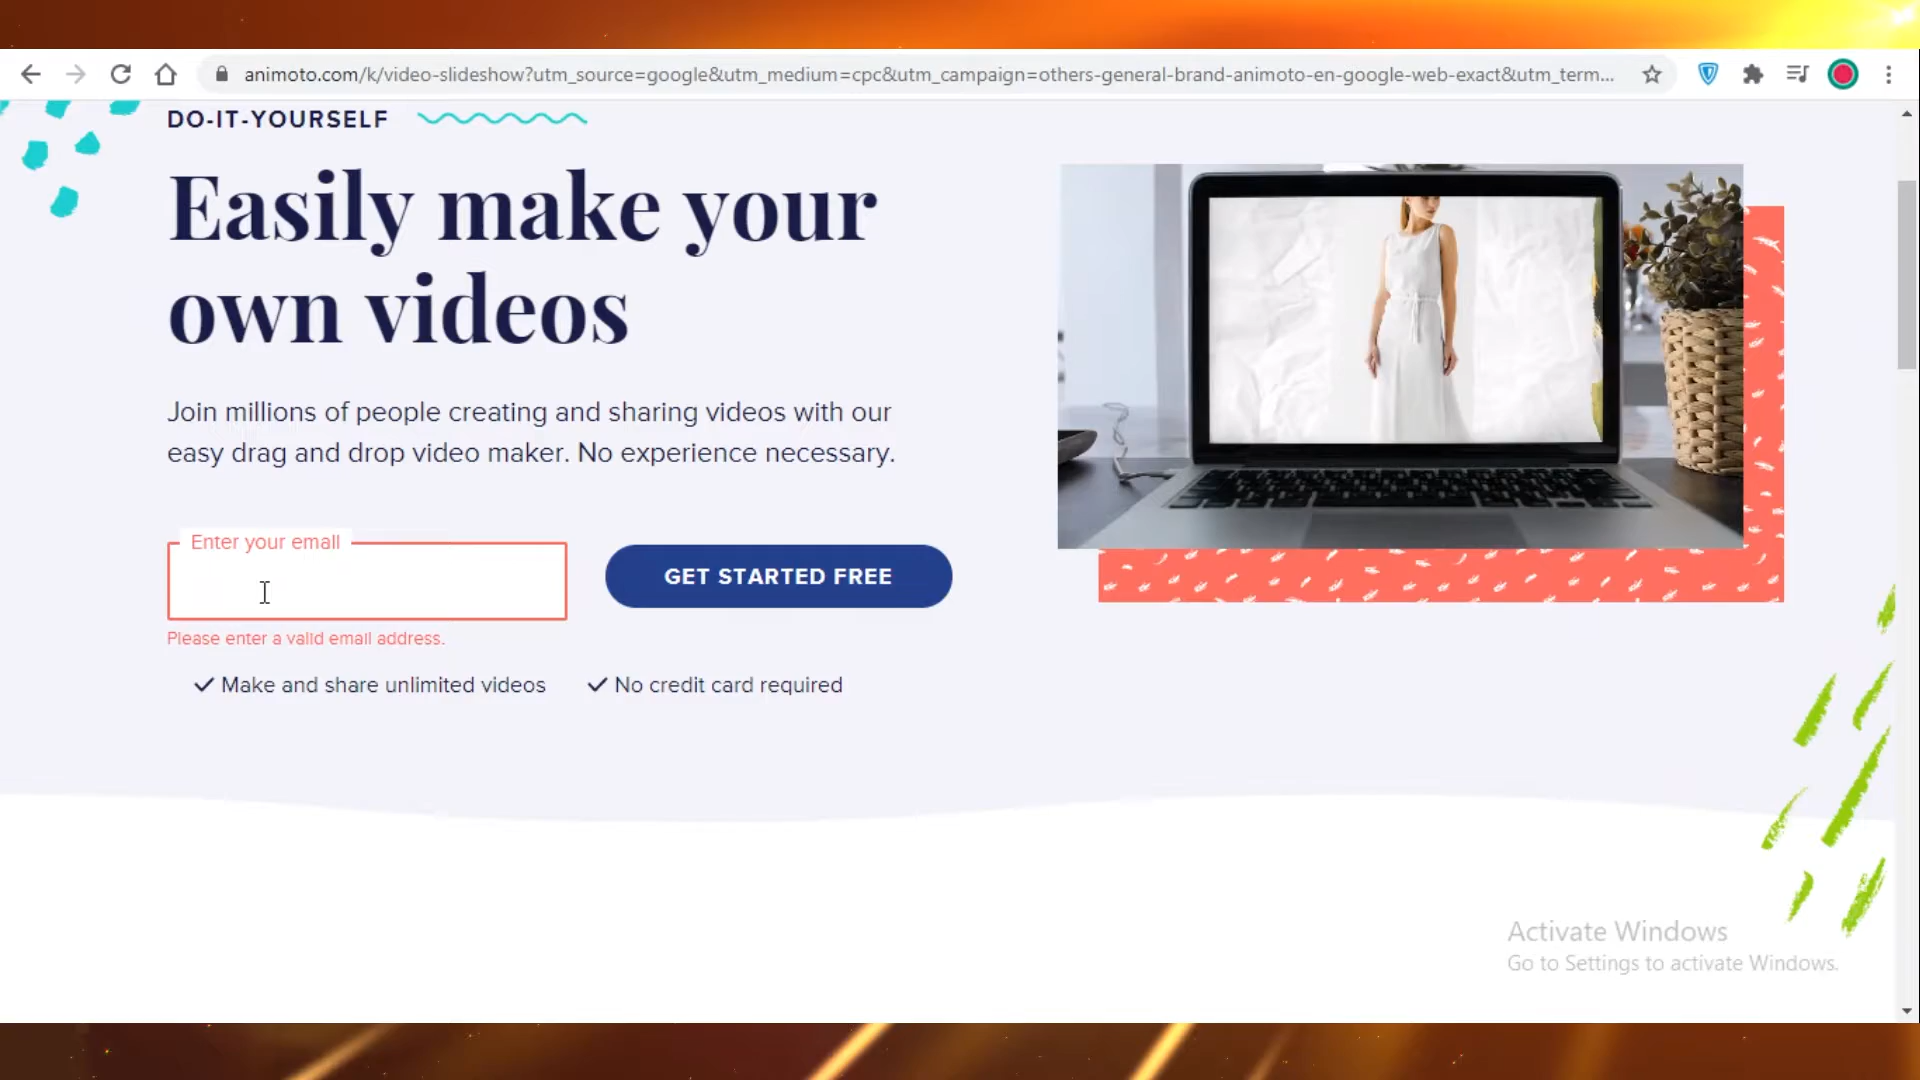 animoto.com/k/video-slideshow?utm_source=google&utm_medium=cpc&utm_campaign=others-general-brand-animoto-en-google-web-exact&utm_term...
DO-IT-YOURSELF
Easily make your
own videos
Join millions of people creating and sharing videos with our
easy drag and drop video maker. No experience necessary.
Enter your email
GET STARTED FREE
Please enter a valid email address.
Make and share unlimited videos
No credit card required
Activate Windows
Go to Settings to activate Windows.